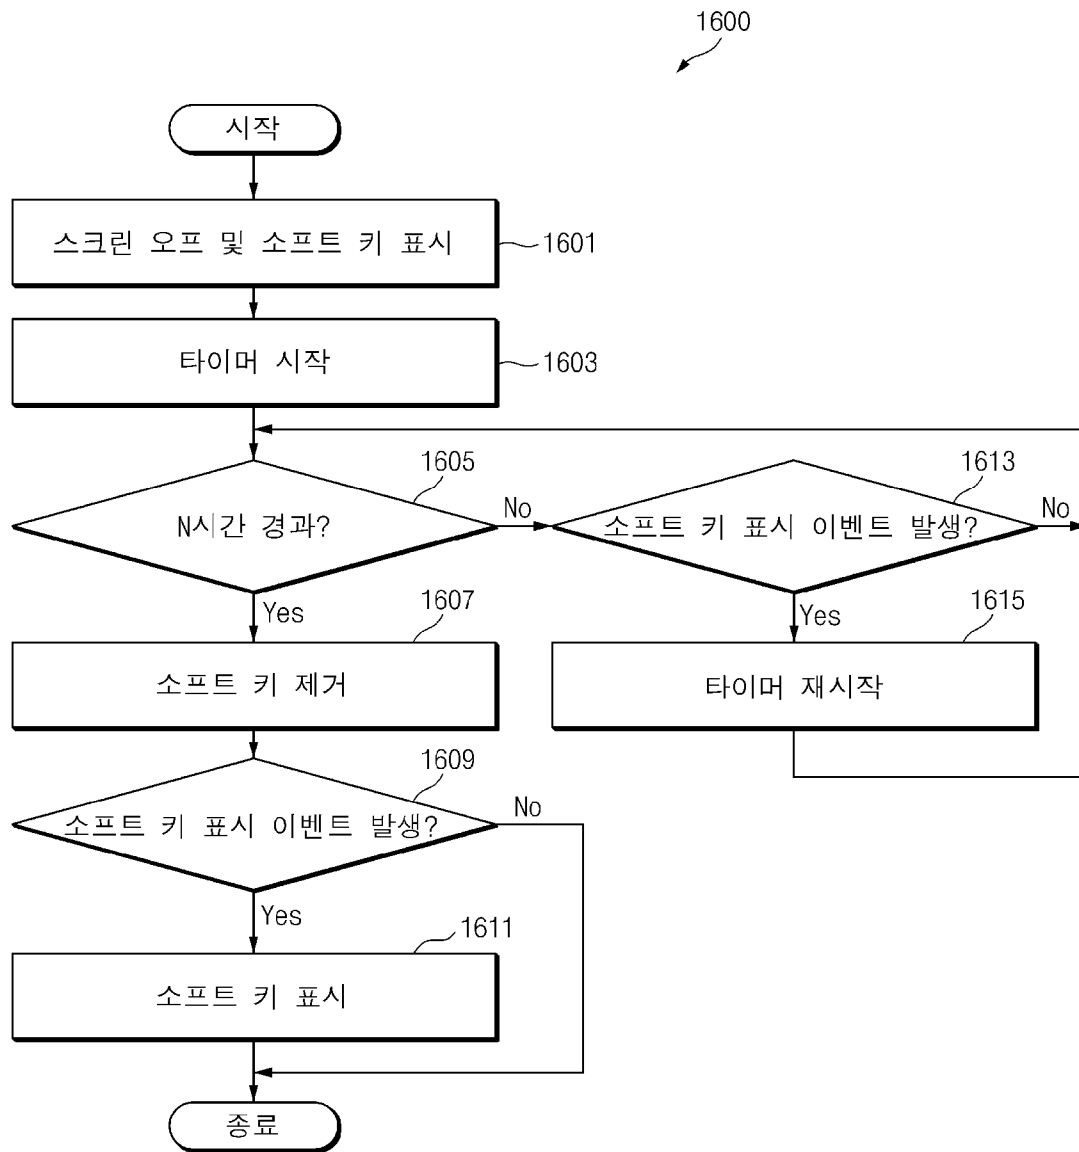 1600
시작
스크린 오프 및 소프트 키 표시
1601
타이머 시작
1603
1605
N시간 경과?
No
Yes
1613
소프트 키 표시 이벤트 발생?
No
Yes
1607
소프트 키 제거
1615
타이머 재시작
1609
소프트 키 표시 이벤트 발생?
No
Yes
1611
소프트 키 표시
종료